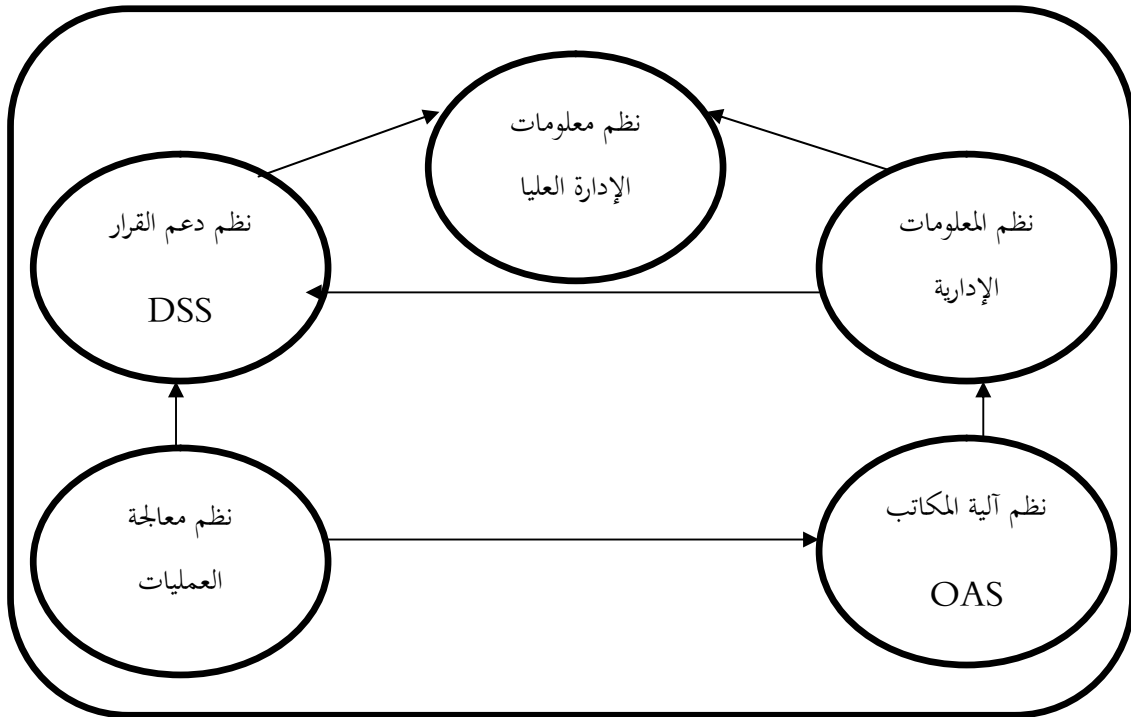 نظم معلومات
الإدارة العليا
نظم المعلومات
الإدارية
نظم دعم القرار
DSS
نظم آلية المكاتب
OAS
نظم معالجة
العمليات